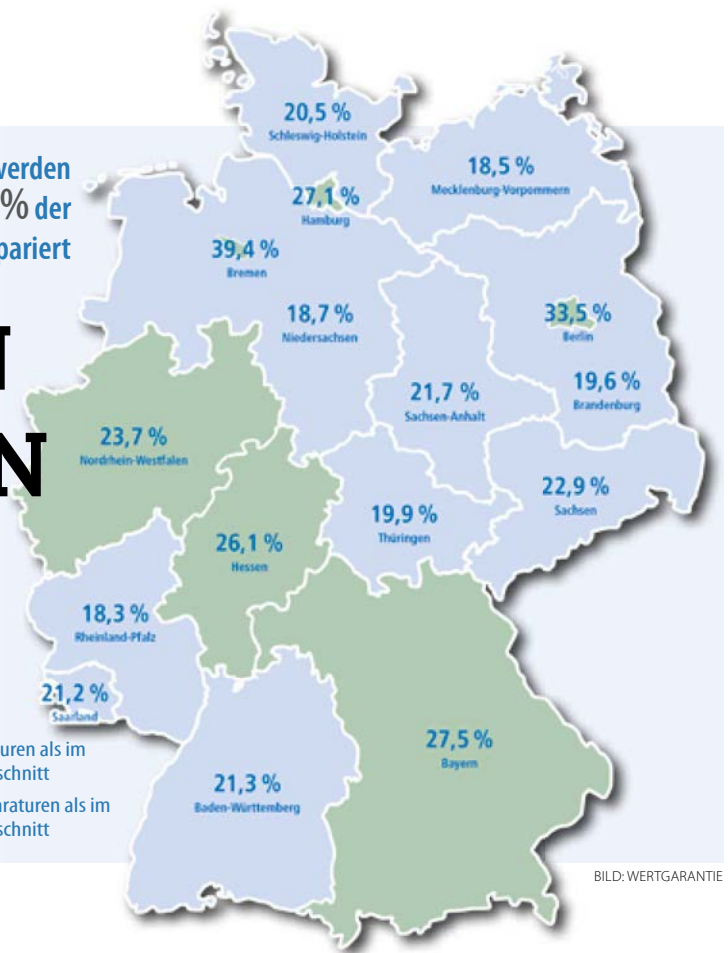 20,5 %
Schleswig-Holstein
werden
% der
pariert
18,5 %
Mecklenburg-Vorpommern
27,1 %
Hamburg
39,4 %
Bremen
18,7 %
Niedersachsen
33,5 %
Berlin
N
21,7 %
Sachsen-Anhalt
19,6 %
Brandenburg
23,7 %
Nordrhein-Westfalen
N
22,9 %
Sachsen
19,9 %
Thüringen
26,1 %
Hessen
18,3 %
Rheinland-Pfalz
21,2 %
Saarland
27,5 %
Bayern
uren als im
schnitt
21,3 %
Baden-Württemberg
araturen als im
schnitt
BILD: WERTGARANTIE